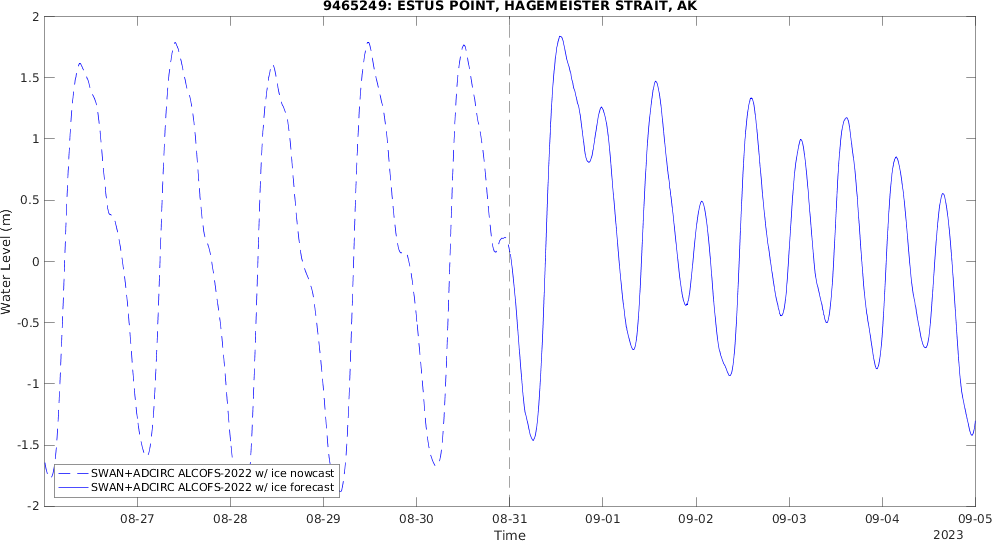 9465249: ESTUS POINT, HAGEMEISTER STRAIT, AK
2
1.5
1
0.5
0
-0.5
-1
-1.5
-2
Water Level (m)
SWAN+ADCIRC ALCOFS-2022 w/ ice nowcast
SWAN+ADCIRC ALCOFS-2022 w/ ice forecast
08-27 08-28 08-29 08-30 08-31 09-01 09-02 09-03 09-04 09-05
Time
2023